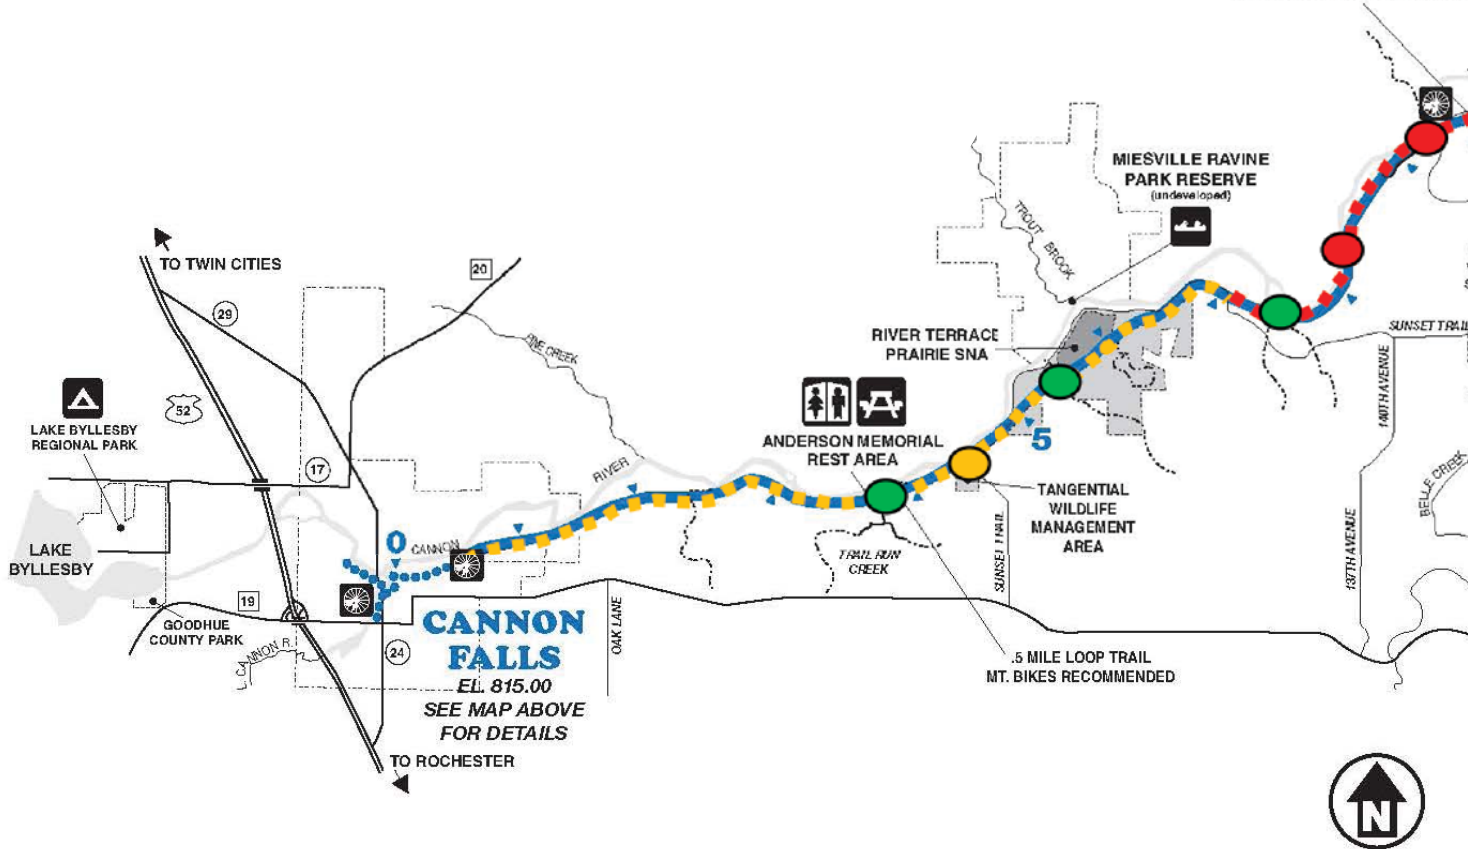 MIESVILLE RAVINE
PARK RESERVE
(undeveloped)
TROUT BROOK
TO TWIN CITIES
20
29
PINE CREEK
RIVER TERRACE
PRAIRIE SNA
SUNSET TRAIL
140TH AVENUE
52
LAKE BYLLESBY
REGIONAL PARK
17
ANDERSON MEMORIAL
REST AREA
5
RIVER
TANGENTIAL
WILDLIFE
MANAGEMENT
AREA
BELLE CREEK
137TH AVENUE
0
CANNON
LAKE
BYLLESBY
TRAIL RUN
CREEK
SUNSET TRAIL
19
GOODHUE
COUNTY PARK
L. CANNON R.
24
CANNON
FALLS
EL. 815.00
SEE MAP ABOVE
FOR DETAILS
OAK LANE
.5 MILE LOOP TRAIL
MT. BIKES RECOMMENDED
TO ROCHESTER
N